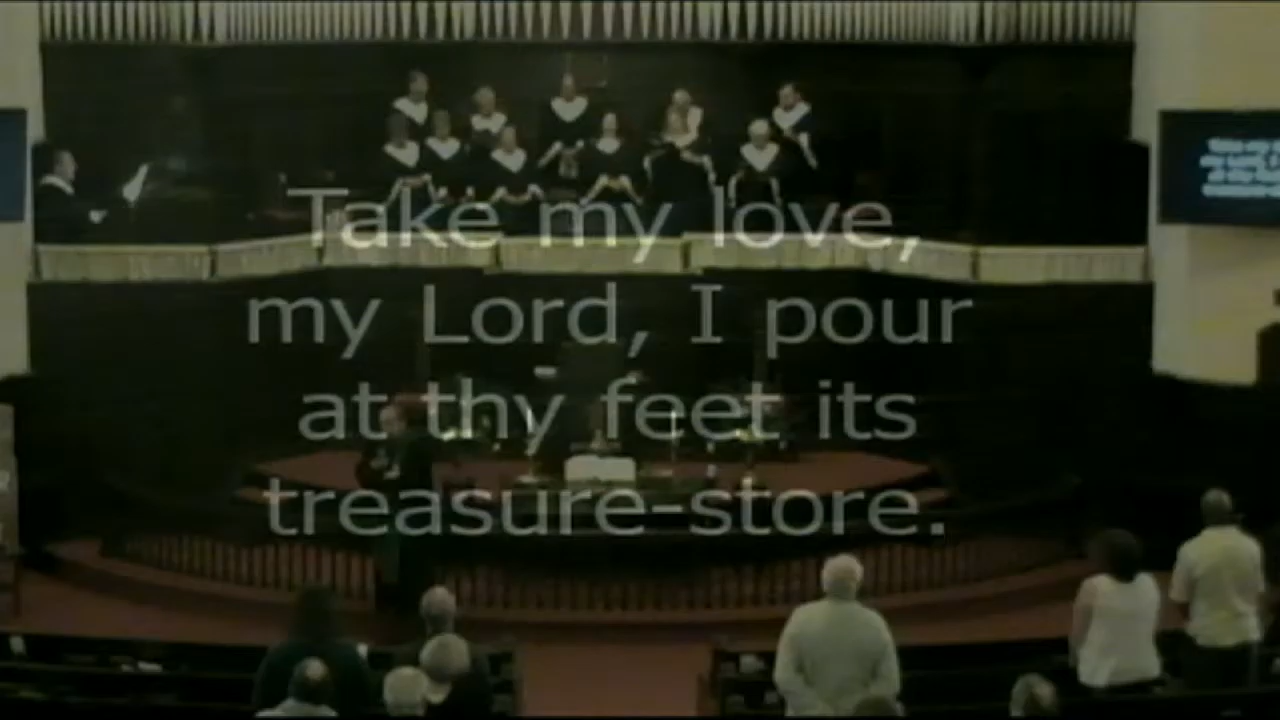 Take my love,
my Lord, I pour
at thy feet its
treasure-store.